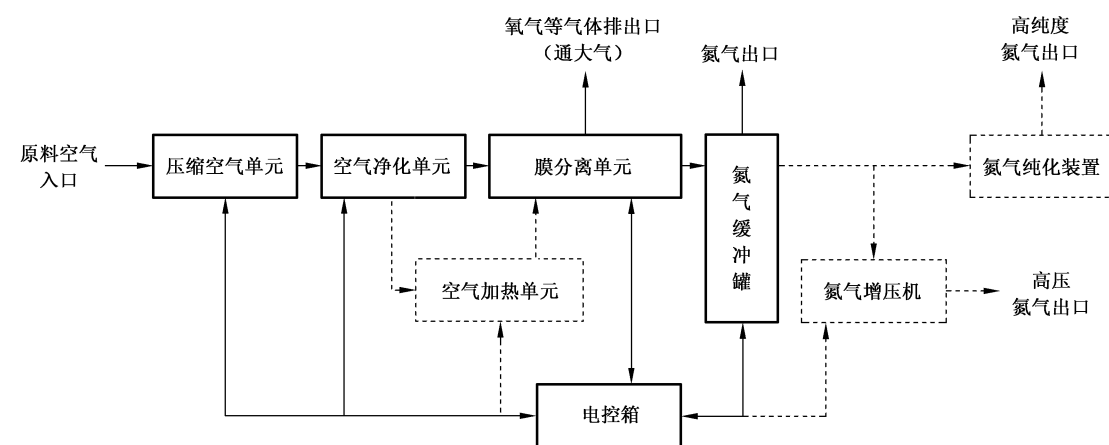 氧气等气体排出口
（通大气）
氮气出口
高纯度
氮气出口
原料空气
入口
压缩空气单元
空气净化单元
膜分离单元
氮气缓冲罐
氮气纯化装置
空气加热单元
氮气增压机
高压
氮气出口
电控箱